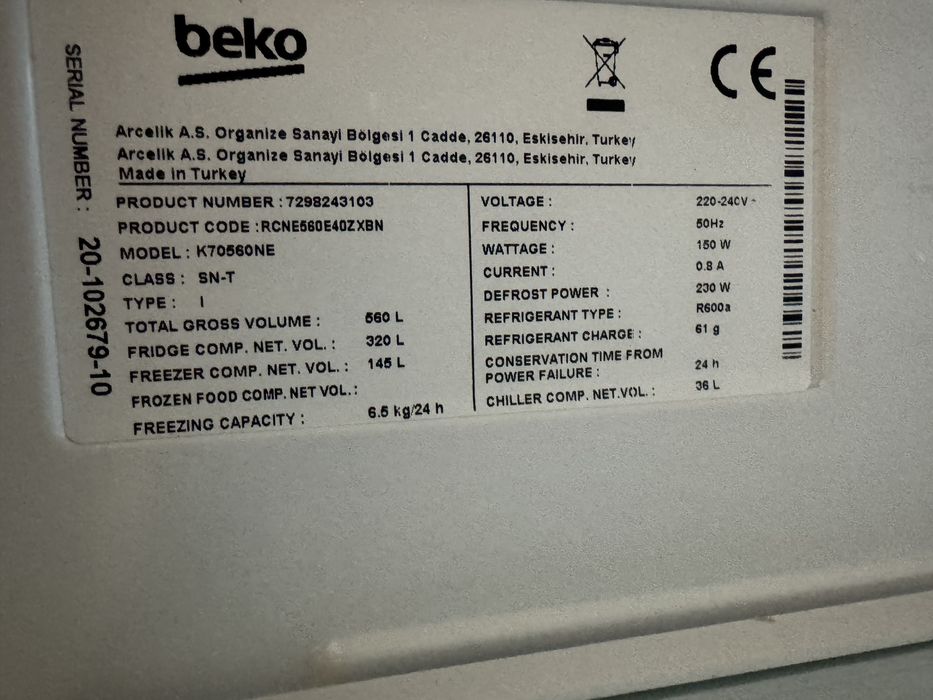 beko
CE
SERIAL NUMBER : 20-102679-10
Arcelik A.S. Organize Sanayi Bölgesi 1 Cadde, 26110, Eskisehir, Turkey
Arcelik A.S. Organize Sanayi Bölgesi 1 Cadde, 26110, Eskisehir, Turkey
Made in Turkey
PRODUCT NUMBER : 7298243103
PRODUCT CODE : RCNE560E40ZXBN
MODEL : K70560NE
CLASS : SN-T
TYPE : I
TOTAL GROSS VOLUME : 560 L
FRIDGE COMP. NET. VOL. : 320 L
FREEZER COMP. NET. VOL. : 145 L
FROZEN FOOD COMP. NET VOL. :
FREEZING CAPACITY : 6.5 kg/24 h
VOLTAGE : 220-240V ~
FREQUENCY : 50Hz
WATTAGE : 150 W
CURRENT : 0.8 A
DEFROST POWER : 230 W
REFRIGERANT TYPE : R600a
REFRIGERANT CHARGE : 61 g
CONSERVATION TIME FROM
POWER FAILURE : 24 h
CHILLER COMP. NET.VOL. : 36 L